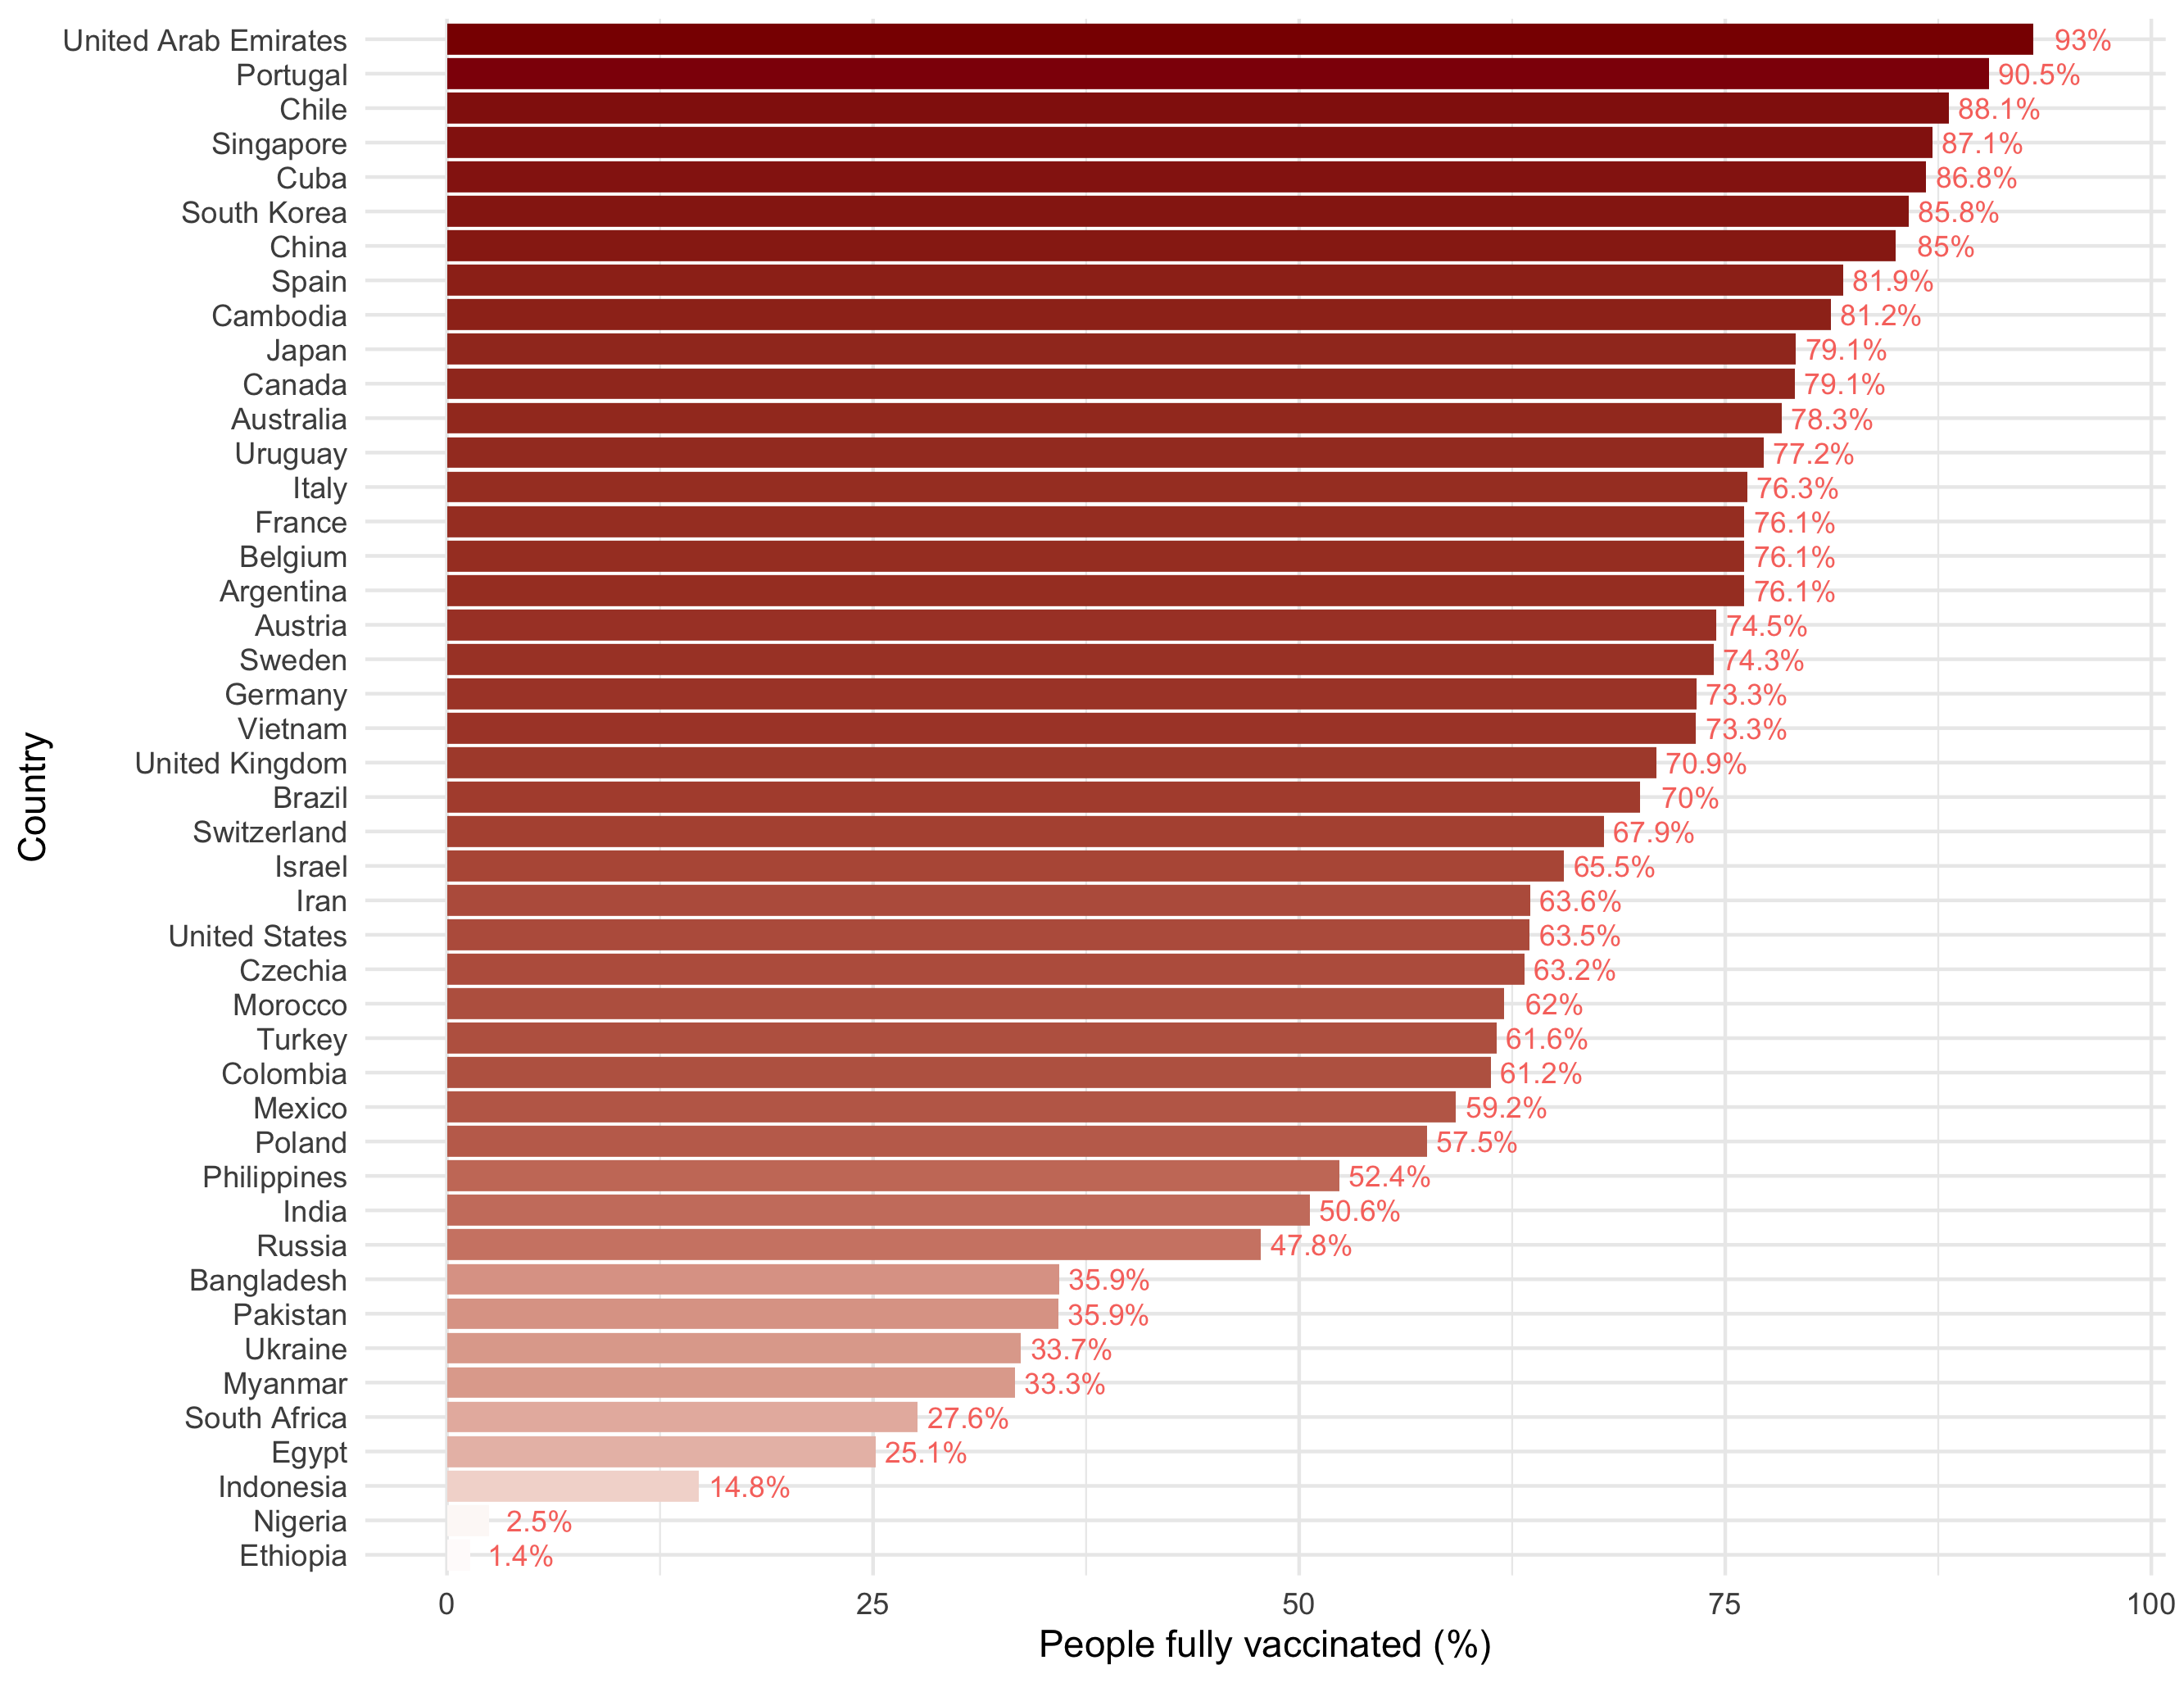 United Arab Emirates 93%
Portugal 90.5%
Chile 88.1%
Singapore 87.1%
Cuba 86.8%
South Korea 85.8%
China 85%
Spain 81.9%
Cambodia 81.2%
Japan 79.1%
Canada 79.1%
Australia 78.3%
Uruguay 77.2%
Italy 76.3%
France 76.1%
Belgium 76.1%
Argentina 76.1%
Austria 74.5%
Sweden 74.3%
Germany 73.3%
Vietnam 73.3%
United Kingdom 70.9%
Brazil 70%
Switzerland 67.9%
Israel 65.5%
Iran 63.6%
United States 63.5%
Czechia 63.2%
Morocco 62%
Turkey 61.6%
Colombia 61.2%
Mexico 59.2%
Poland 57.5%
Philippines 52.4%
India 50.6%
Russia 47.8%
Bangladesh 35.9%
Pakistan 35.9%
Ukraine 33.7%
Myanmar 33.3%
South Africa 27.6%
Egypt 25.1%
Indonesia 14.8%
Nigeria 2.5%
Ethiopia 1.4%
Country
0 25 50 75 100
People fully vaccinated (%)